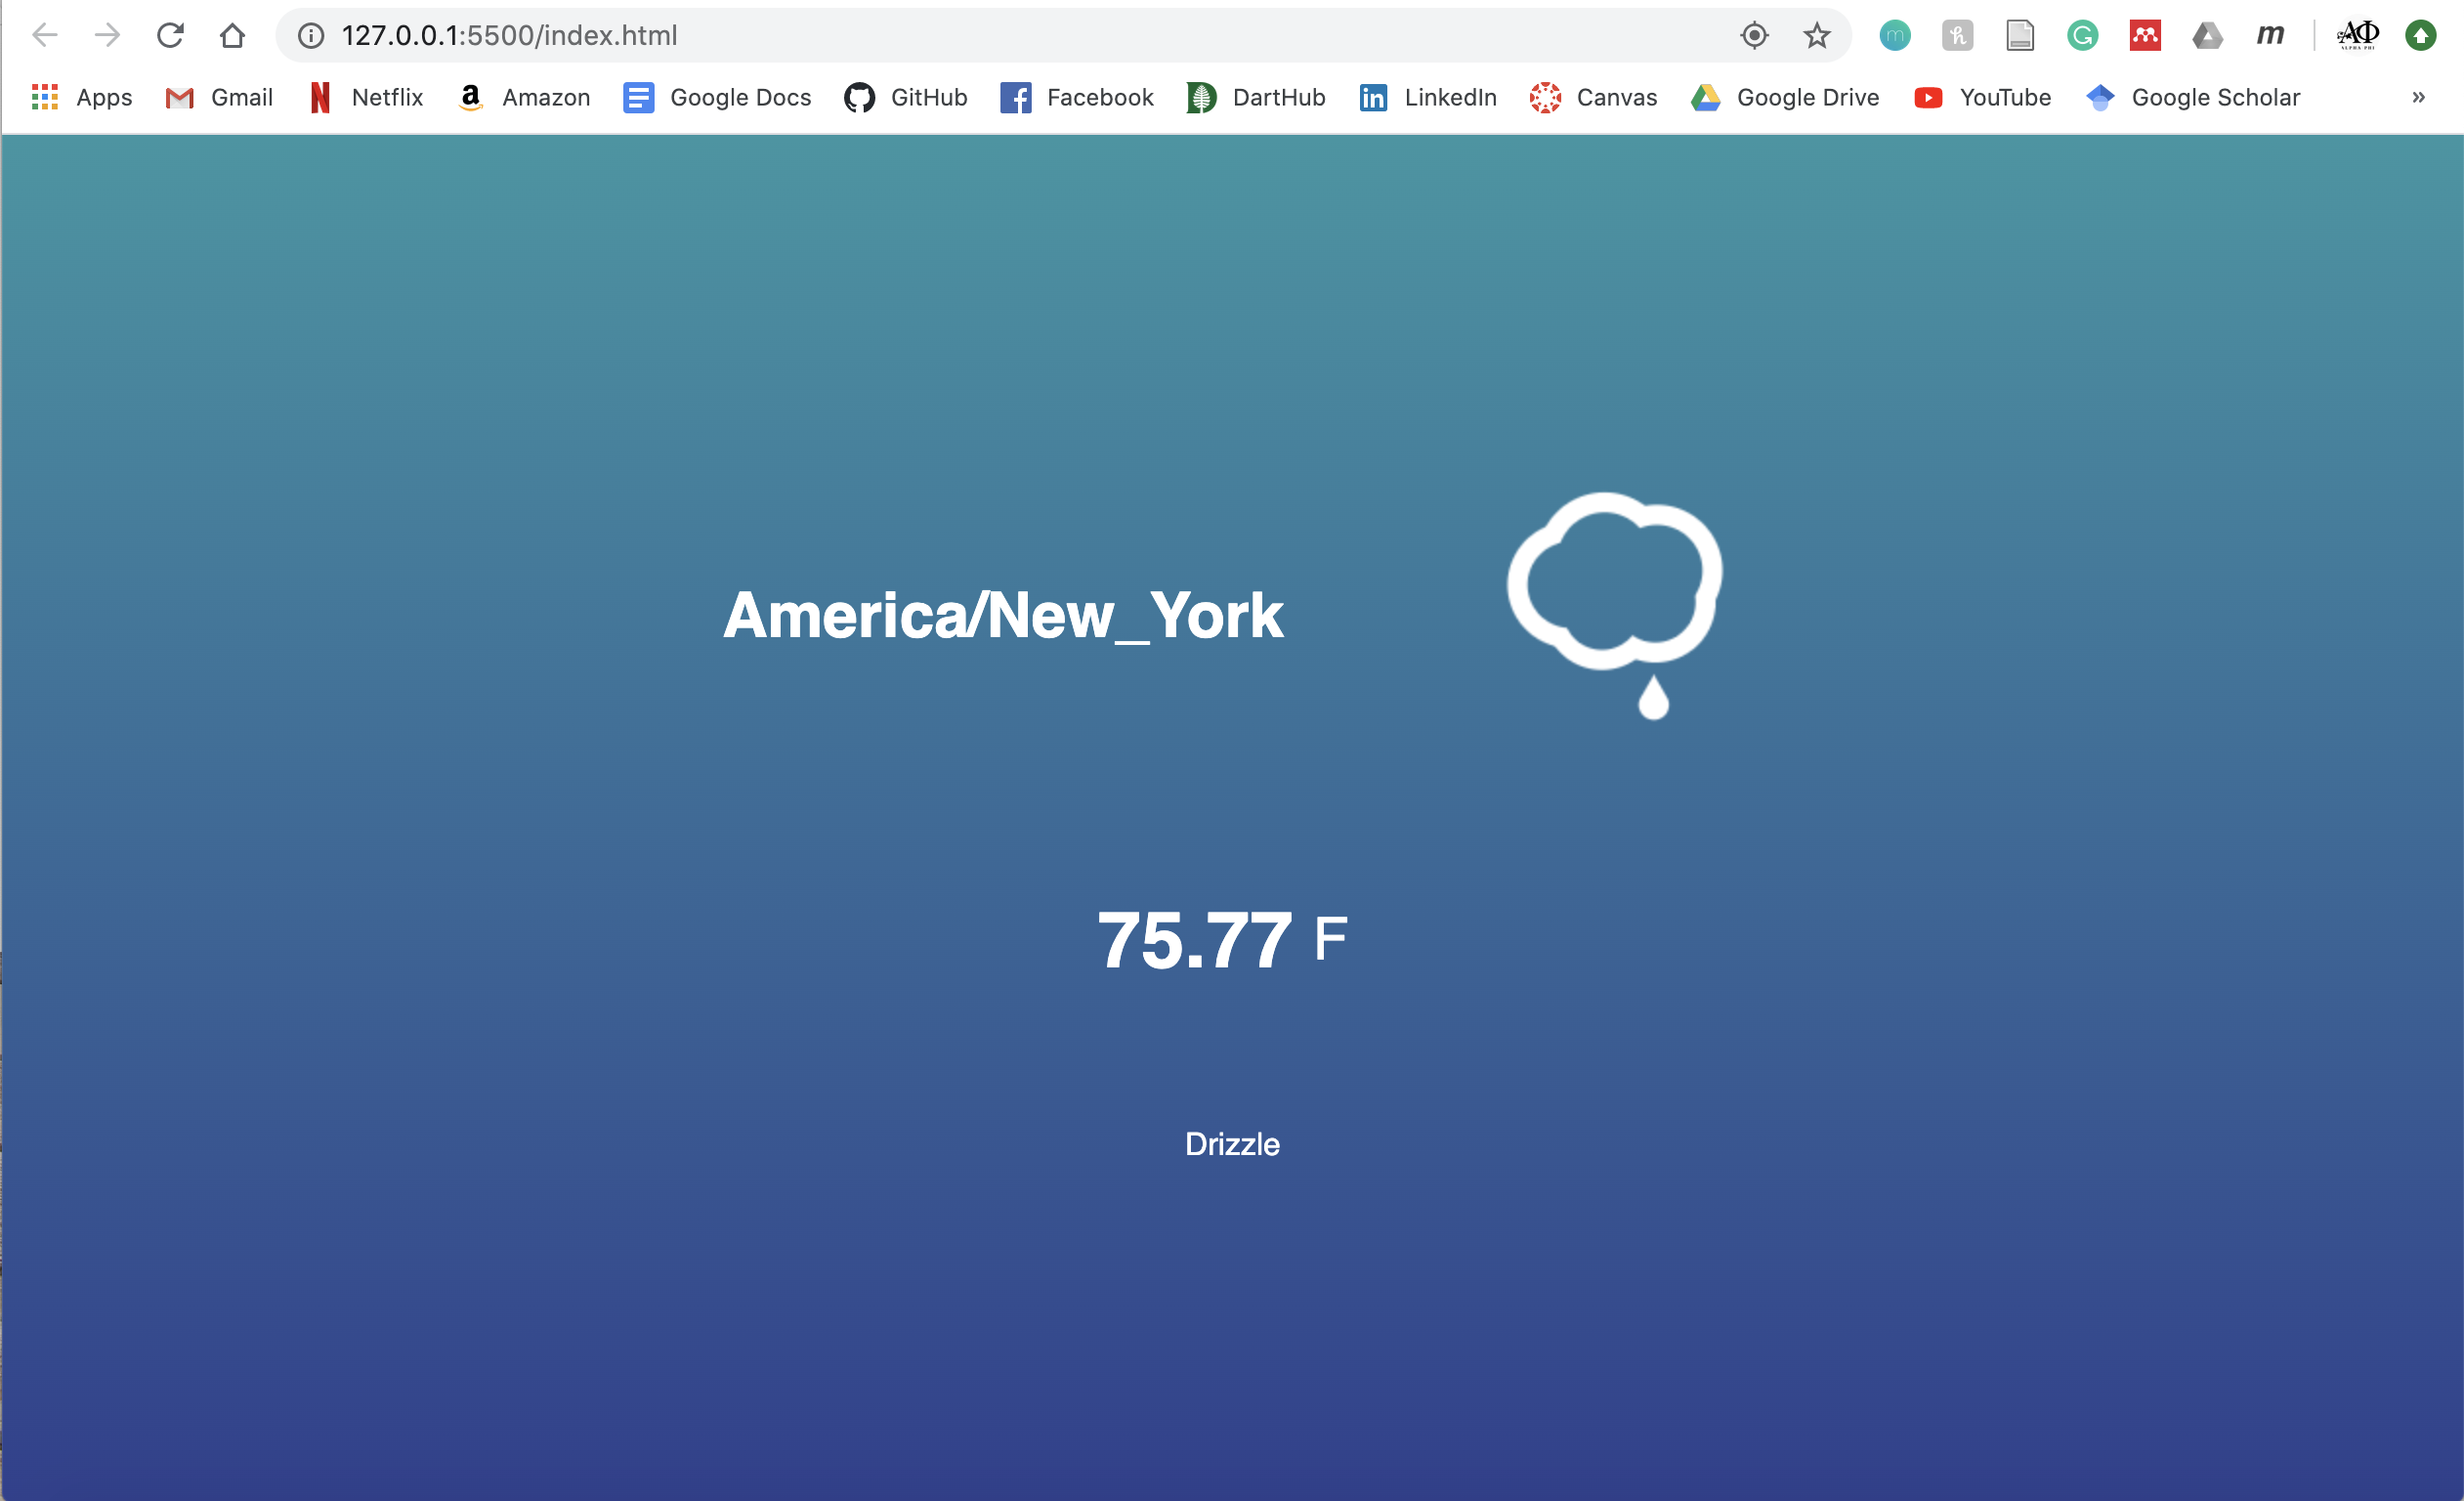 127.0.0.1:5500/index.html
Apps Gmail Netflix Amazon Google Docs GitHub Facebook DartHub LinkedIn Canvas Google Drive YouTube Google Scholar »
America/New_York
75.77 F
Drizzle